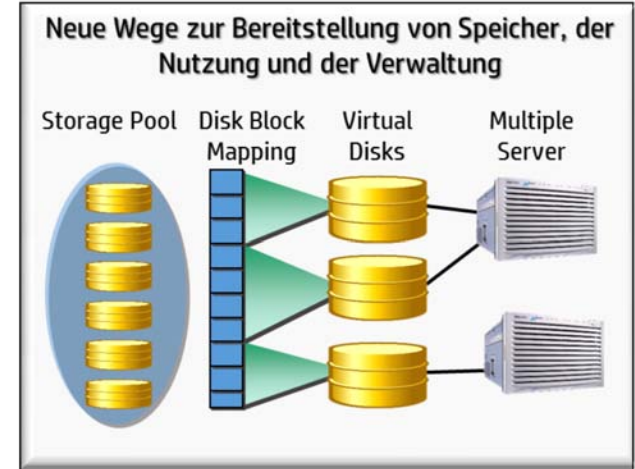 Neue Wege zur Bereitstellung von Speicher, der
Nutzung und der Verwaltung
Storage Pool
Disk Block
Mapping
Virtual
Disks
Multiple
Server